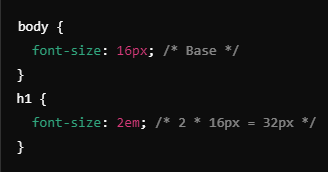 body {
  font-size: 16px; /* Base */
}
h1 {
  font-size: 2em; /* 2 * 16px = 32px */
}